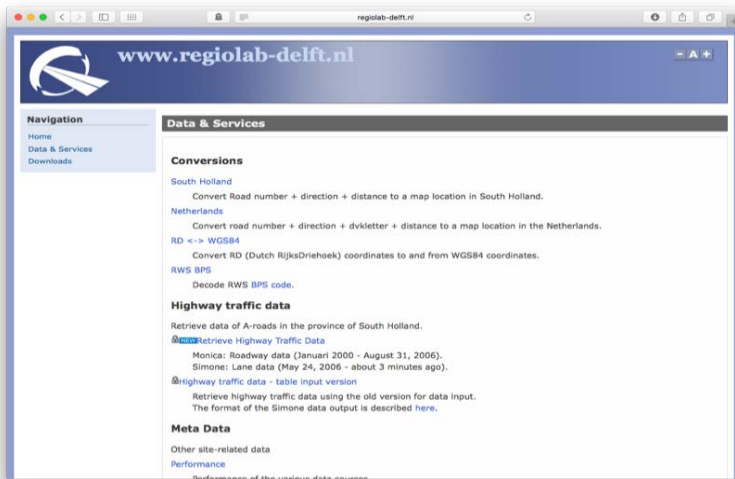 regiolab-delft.nl
www.regiolab-delft.nl
- A +
Navigation
Home
Data & Services
Downloads
Data & Services
Conversions
South Holland
Convert Road number + direction + distance to a map location in South Holland.
Netherlands
Convert road number + direction + dvkletter + distance to a map location in the Netherlands.
RD <-> WGS84
Convert RD (Dutch RijksDriehoek) coordinates to and from WGS84 coordinates.
RWS BPS
Decode RWS BPS code.
Highway traffic data
Retrieve data of A-roads in the province of South Holland.
NEW Retrieve Highway Traffic Data
Monica: Roadway data (Januari 2000 - August 31, 2006).
Simone: Lane data (May 24, 2006 - about 3 minutes ago).
Highway traffic data - table input version
Retrieve highway traffic data using the old version for data input.
The format of the Simone data output is described here.
Meta Data
Other site-related data
Performance
Performance of the various data sources